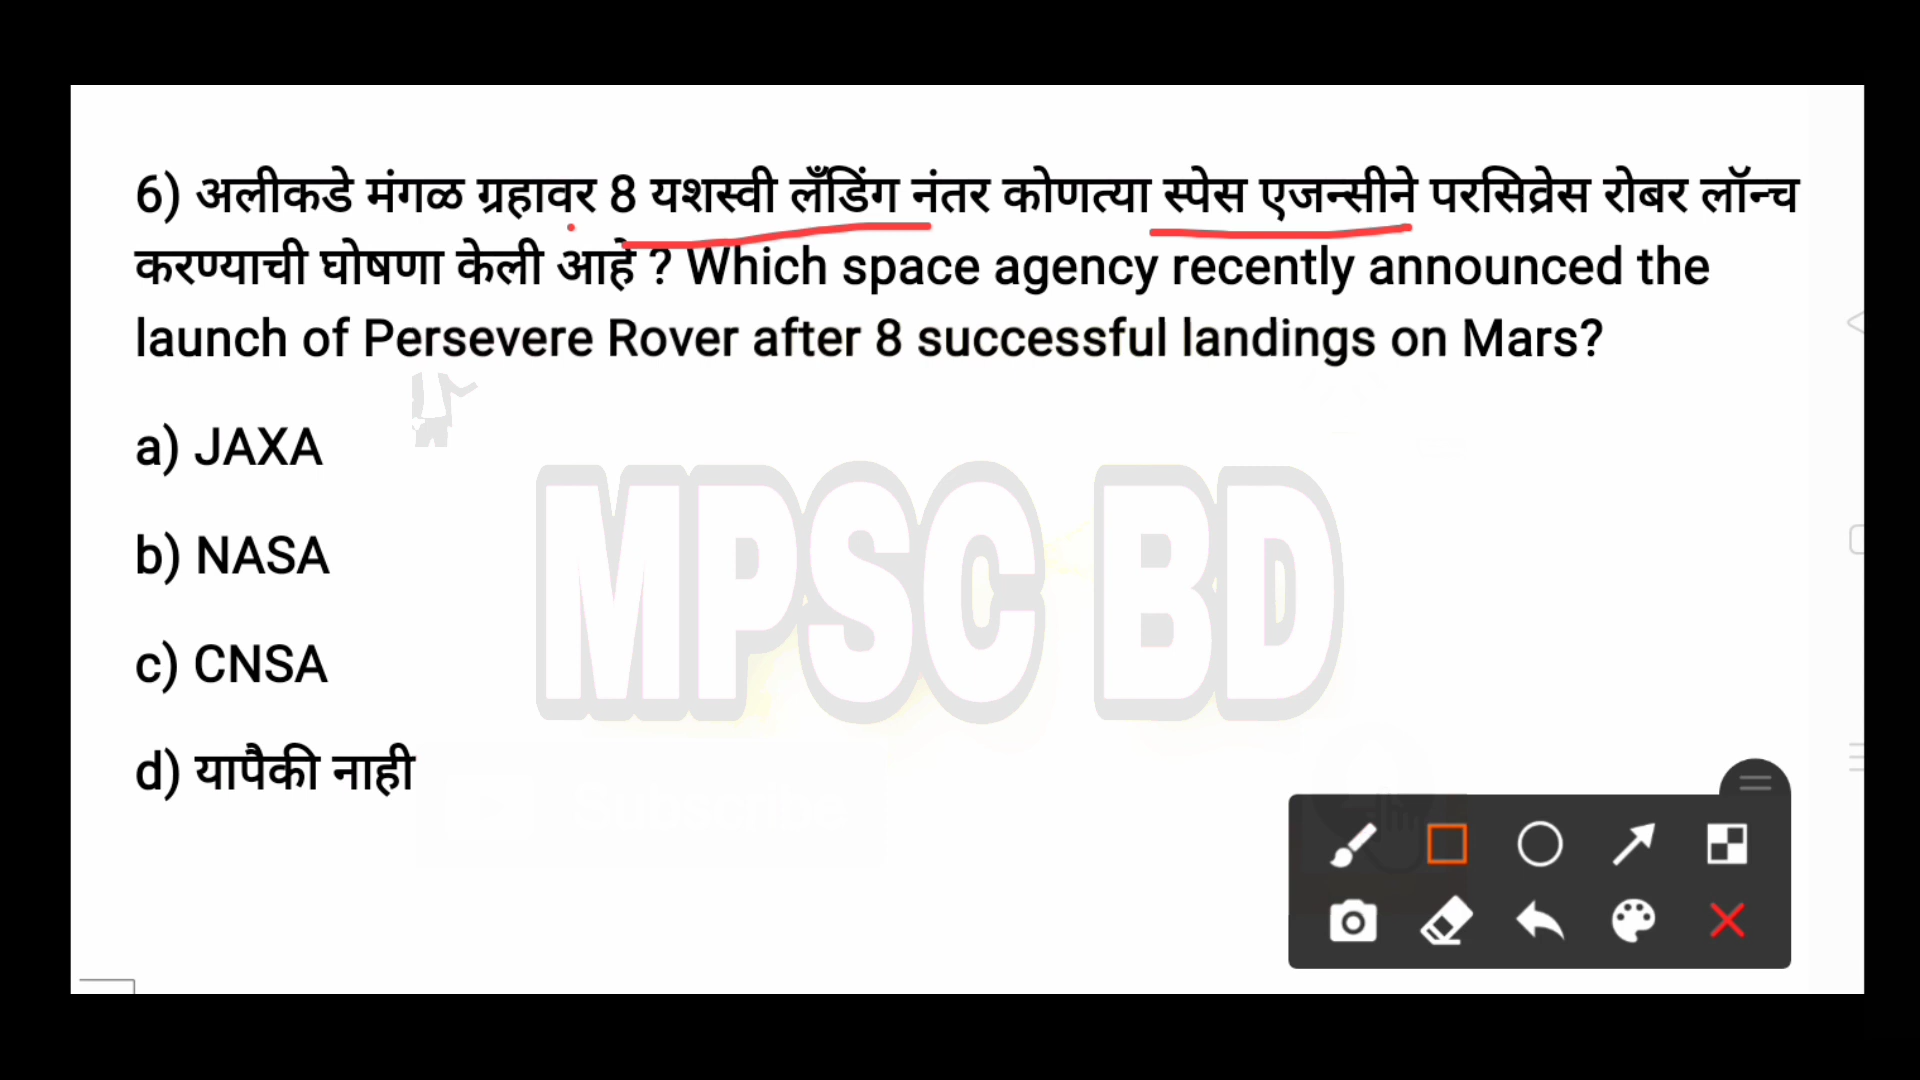 6) अलीकडे मंगळ ग्रहावर 8 यशस्वी लँडिंग नंतर कोणत्या स्पेस एजन्सीने परसिव्रेस रोबर लॉन्च
करण्याची घोषणा केली आहे ? Which space agency recently announced the
launch of Persevere Rover after 8 successful landings on Mars?
a) JAXA
MPSC BD
b) NASA
c) CNSA
d) यापैकी नाही
Subscribe